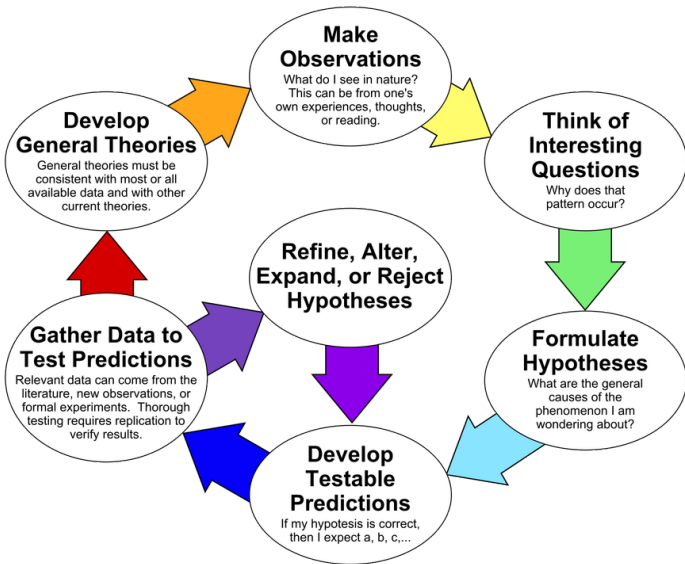 Make
Observations
What do I see in nature?
This can be from one's
own experiences, thoughts,
or reading.
Think of
Interesting
Questions
Why does that
pattern occur?
Formulate
Hypotheses
What are the general
causes of the
phenomenon I am
wondering about?
Develop
Testable
Predictions
If my hypotesis is correct,
then I expect a, b, c,...
Gather Data to
Test Predictions
Relevant data can come from the
literature, new observations, or
formal experiments. Thorough
testing requires replication to
verify results.
Refine, Alter,
Expand, or Reject
Hypotheses
Develop
General Theories
General theories must be
consistent with most or all
available data and with other
current theories.